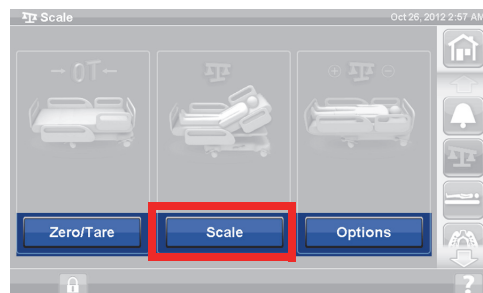 Scale
Oct 26, 2012 2:57 AM
→ 0T ←
Zero/Tare
Scale
Options
?